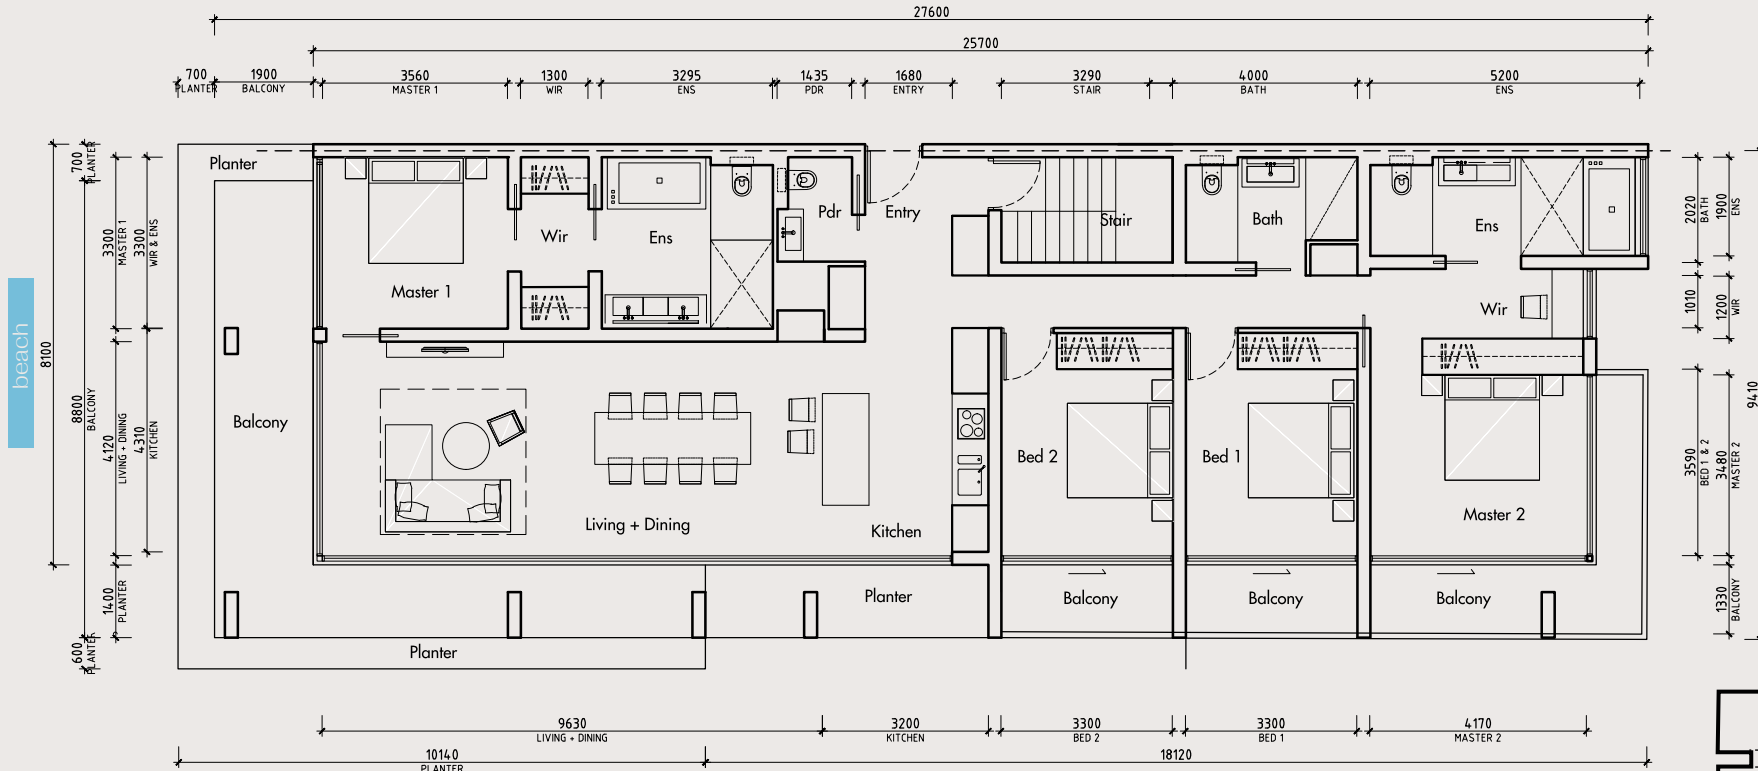 27600
25700
700 1900 3560 1300 3295 1435 1680 3290 4000 5200
PLANTER BALCONY MASTER 1 WIR ENS PDR ENTRY STAIR BATH ENS
beach
8100
700
PLANTER
8800
BALCONY
600
PLANTER
3300
MASTER 1
4120
LIVING + DINING
1400
PLANTER
3300
WIR & ENS
4310
KITCHEN
Planter
Master 1
Wir
Ens
Pdr
Entry
Stair
Bath
Ens
Wir
Balcony
Living + Dining
Kitchen
Bed 2
Bed 1
Master 2
Planter
Balcony
Balcony
Balcony
Planter
2020
BATH
1010
3590
BED 1 & 2
1900
ENS
1200
WIR
3480
MASTER 2
1330
BALCONY
9410
9630 3200 3300 3300 4170
LIVING + DINING KITCHEN BED 2 BED 1 MASTER 2
10140 18120
PLANTER